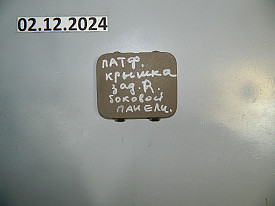 02.12.2024
ПАТФ.
крышка
зад. R.
боковой
ПАНЕЛИ.